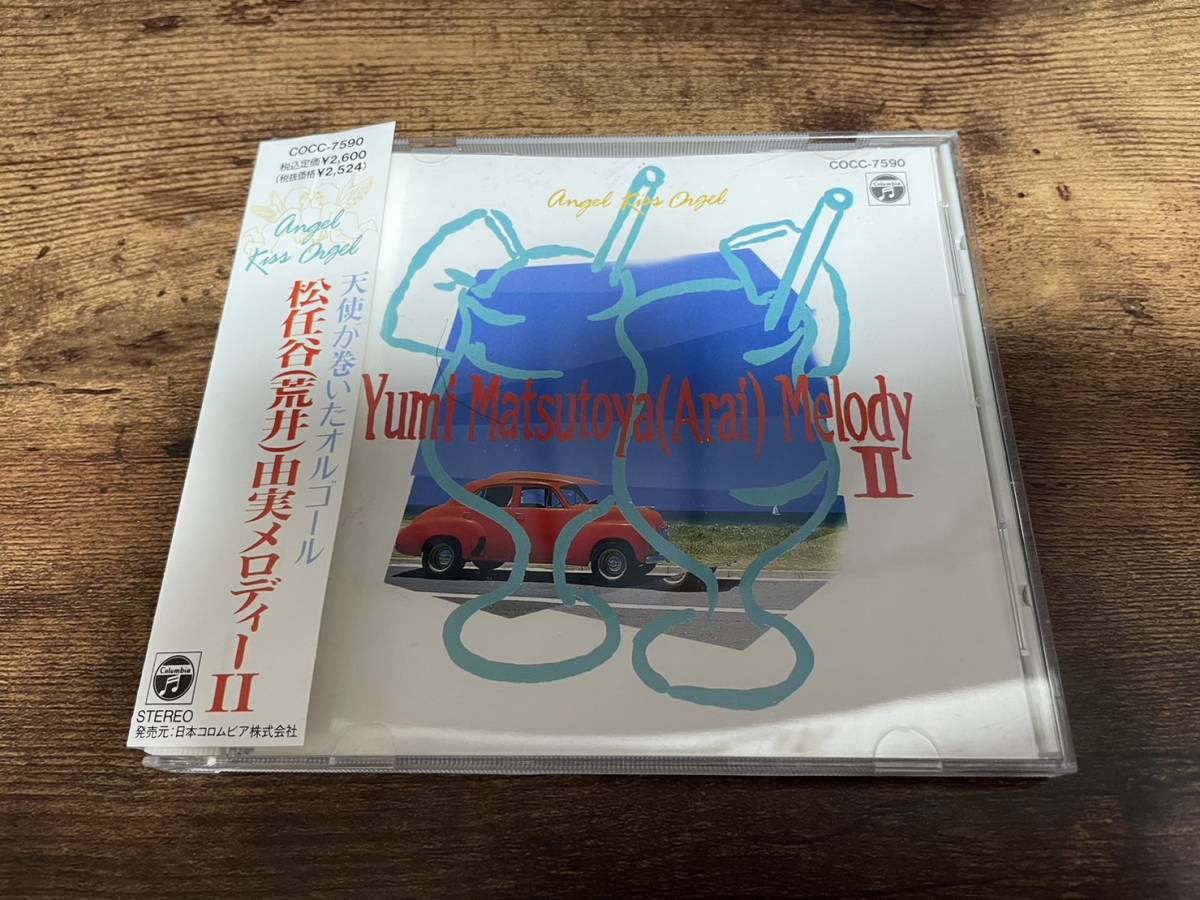 COCC-7590
税込定価¥2,600
(税抜価格¥2,524)
Angel
Kiss Orgel
天使が巻いたオルゴール
松任谷(荒井)由実メロディーII
Columbia
STEREO
発売元:日本コロムビア株式会社
COCC-7590
Columbia
Angel Kiss Orgel
Yumi Matsutoya(Arai) Melody
II